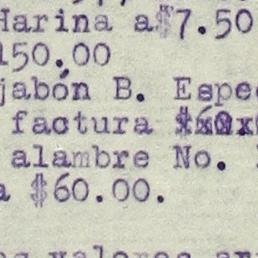 Harina a $7.50
150.00
jabón B. Espe
factura
alambre No.
a $60.00.